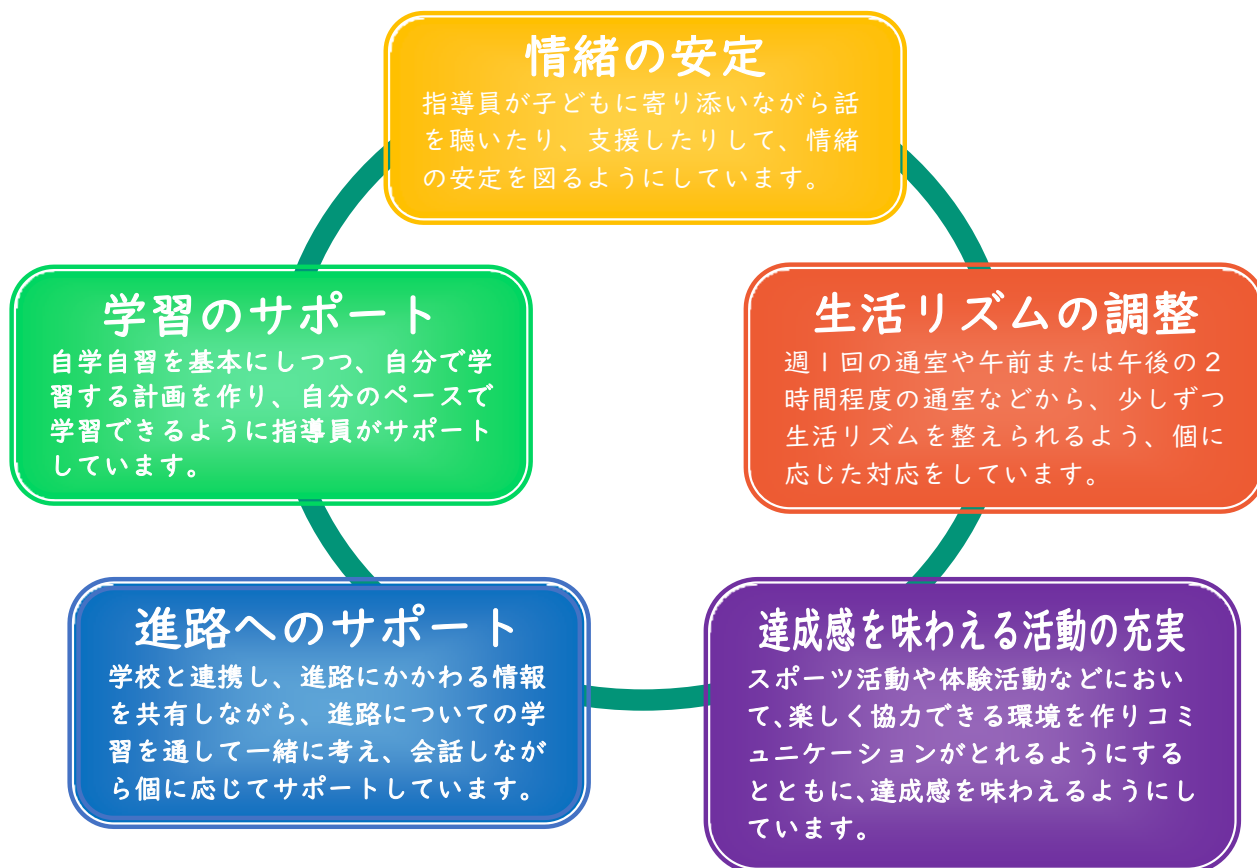 情緒の安定
指導員が子どもに寄り添いながら話
を聴いたり、支援したりして、情緒
の安定を図るようにしています。
学習のサポート
自学自習を基本にしつつ、自分で学
習する計画を作り、自分のペースで
学習できるように指導員がサポート
しています。
生活リズムの調整
週１回の通室や午前または午後の２
時間程度の通室などから、少しずつ
生活リズムを整えられるよう、個に
応じた対応をしています。
進路へのサポート
学校と連携し、進路にかかわる情報
を共有しながら、進路についての学
習を通して一緒に考え、会話しなが
ら個に応じてサポートしています。
達成感を味わえる活動の充実
スポーツ活動や体験活動などにおい
て、楽しく協力できる環境を作りコミ
ュニケーションがとれるようにする
とともに、達成感を味わえるようにし
ています。